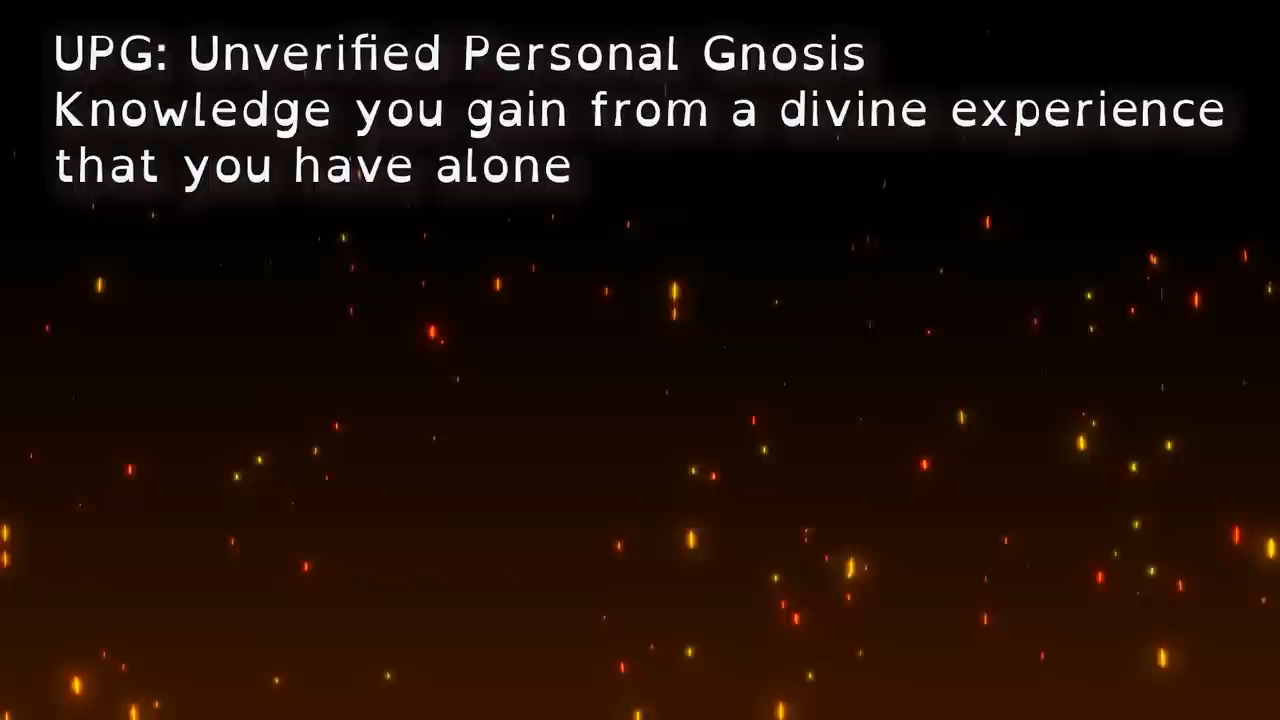 UPG: Unverified Personal Gnosis
Knowledge you gain from a divine experience
that you have alone